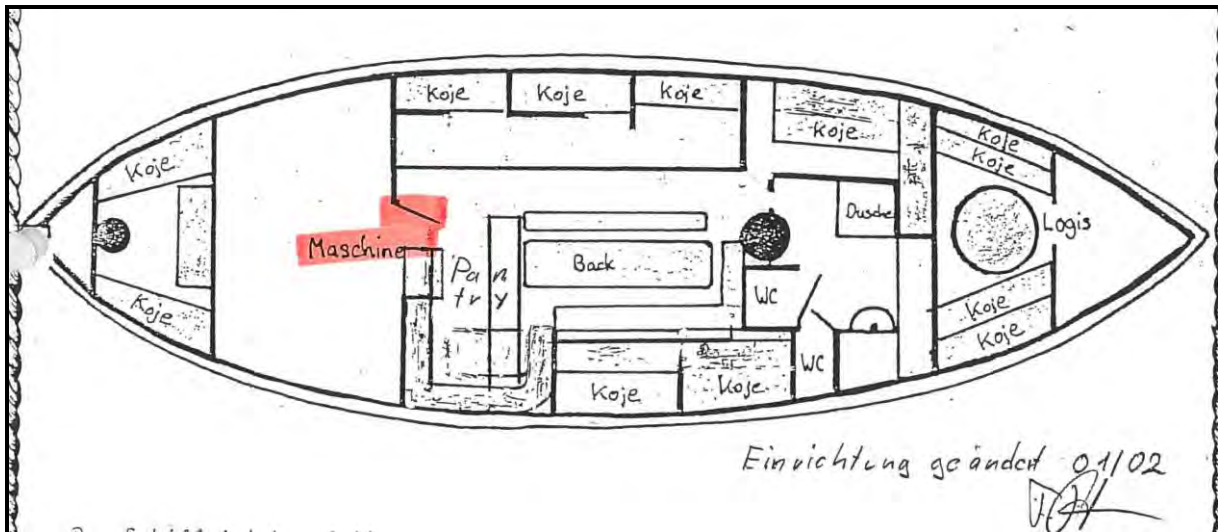 Koje
Koje
Koje
Koje
Koje
Koje
Koje
Maschine
Pan
try
Back
Dusche
Logis
WC
WC
Koje
Koje
Koje
Koje
Koje
Einrichtung geändert 01/02